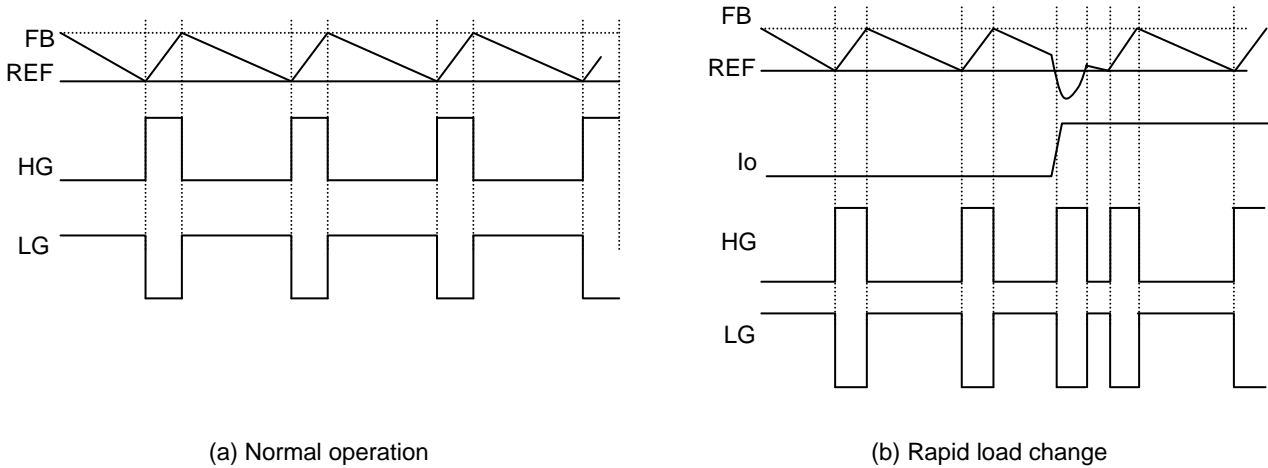 FB
REF
HG
LG
(a) Normal operation
FB
REF
Io
HG
LG
(b) Rapid load change